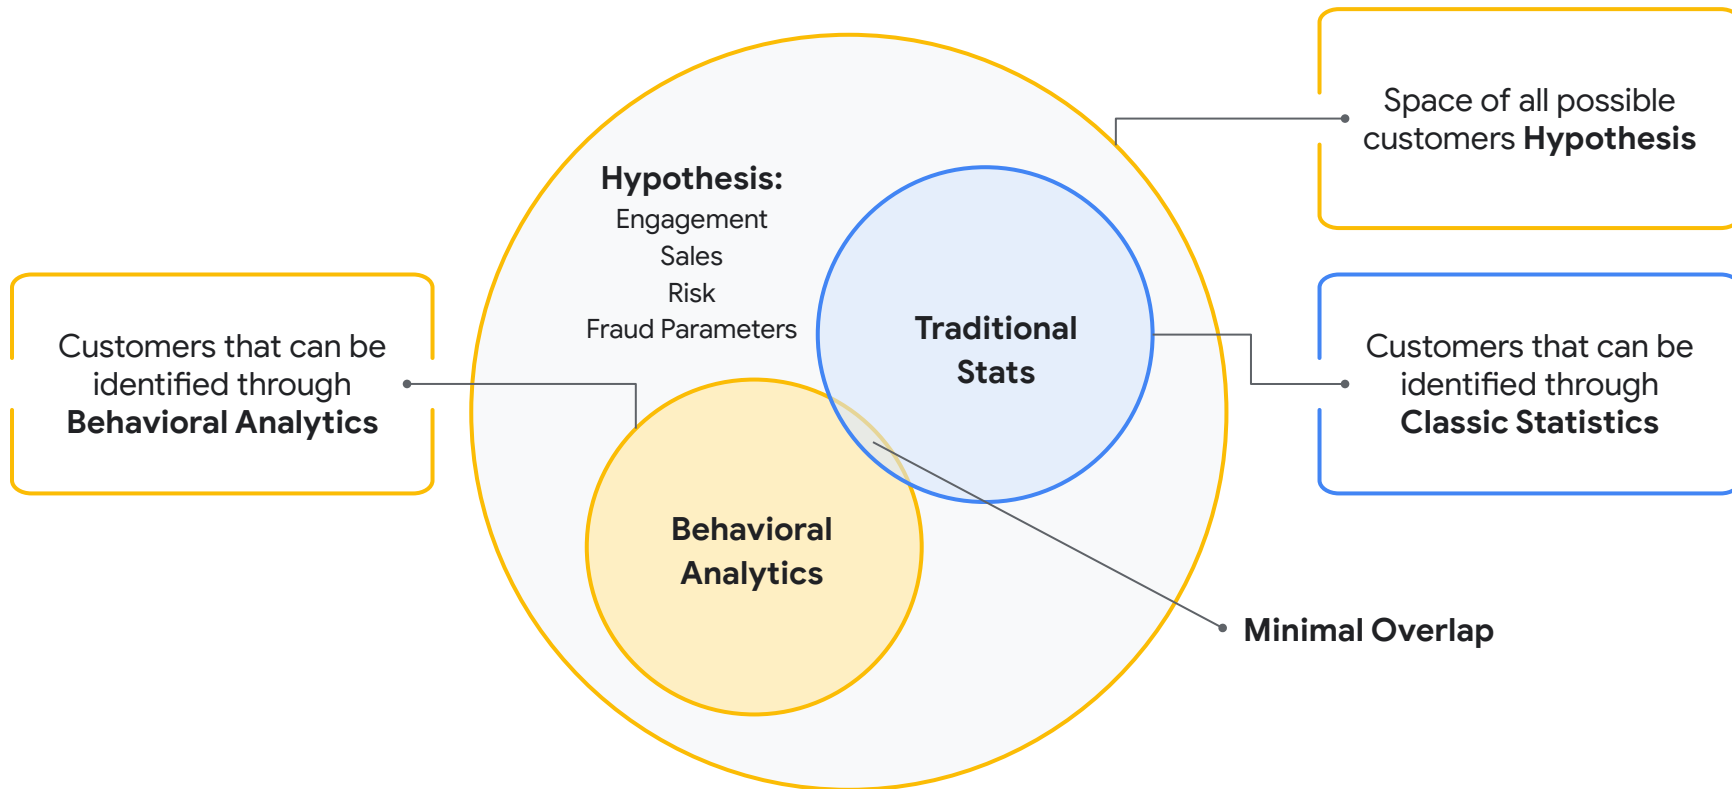 Space of all possible
customers Hypothesis
Hypothesis:
Engagement
Sales
Risk
Fraud Parameters
Traditional
Stats
Customers that can be
identified through
Behavioral Analytics
Customers that can be
identified through
Classic Statistics
Behavioral
Analytics
Minimal Overlap